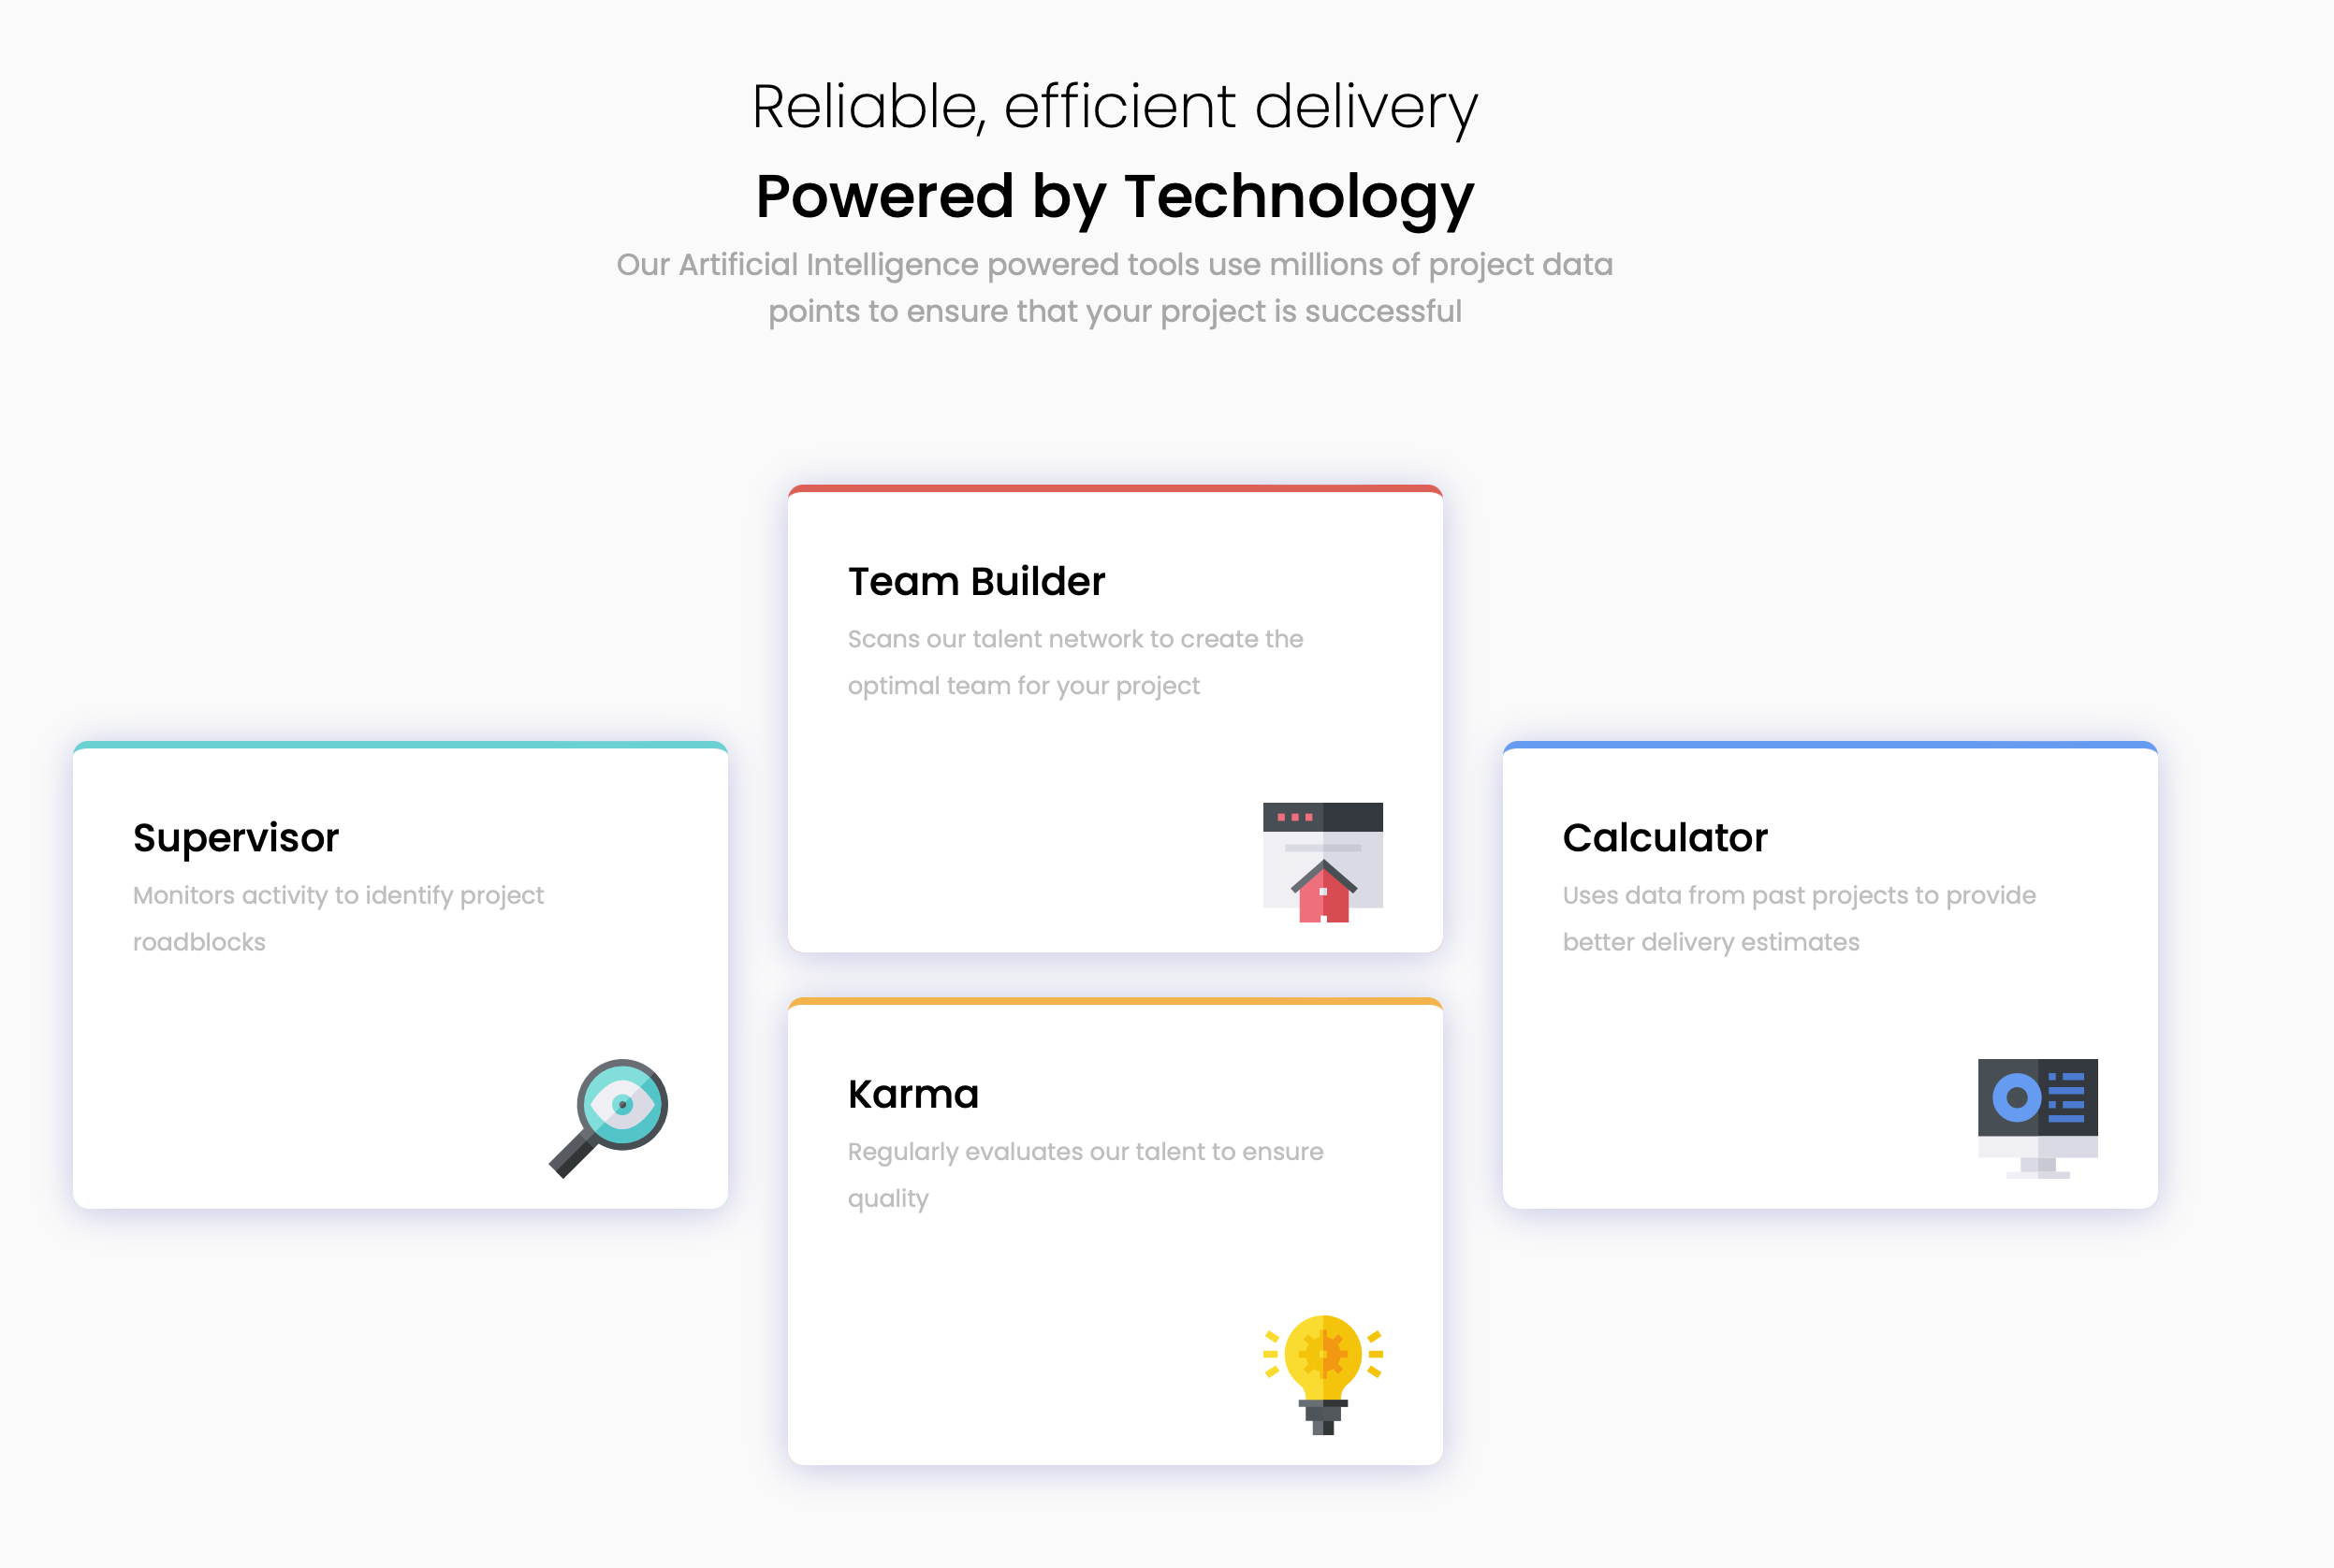 Reliable, efficient delivery
Powered by Technology
Our Artificial Intelligence powered tools use millions of project data
points to ensure that your project is successful
Supervisor
Monitors activity to identify project
roadblocks
Team Builder
Scans our talent network to create the
optimal team for your project
Karma
Regularly evaluates our talent to ensure
quality
Calculator
Uses data from past projects to provide
better delivery estimates